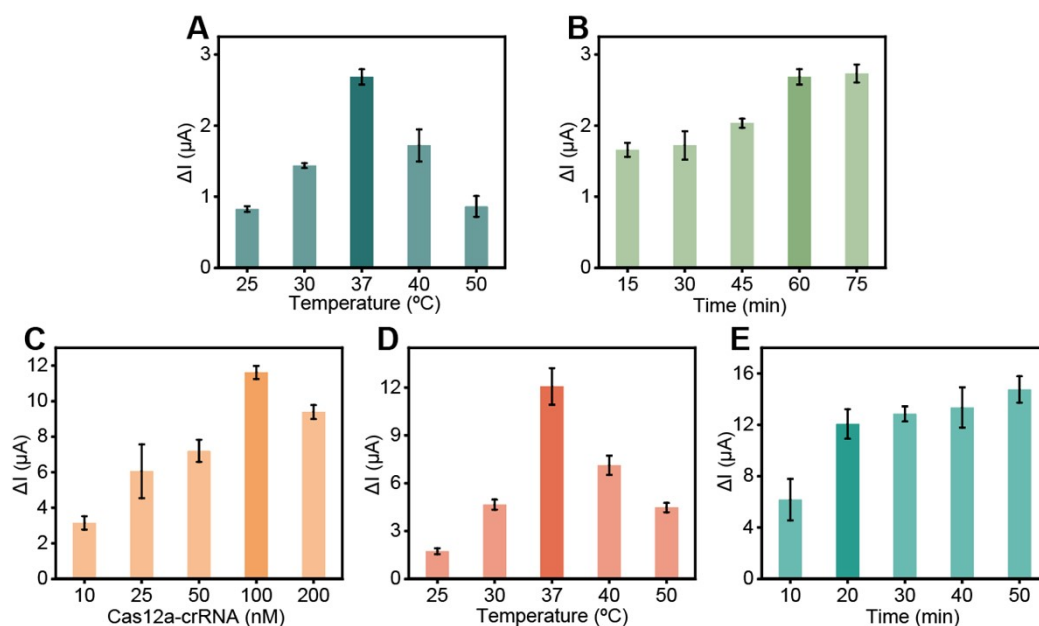 A
B
ΔI (μA)
3
2
1
0
25 30 37 40 50
Temperature (ºC)
ΔI (μA)
3
2
1
0
15 30 45 60 75
Time (min)
C
D
E
ΔI (μA)
12
10
8
6
4
2
0
10 25 50 100 200
Cas12a-crRNA (nM)
ΔI (μA)
12
9
6
3
0
25 30 37 40 50
Temperature (ºC)
ΔI (μA)
16
12
8
4
0
10 20 30 40 50
Time (min)